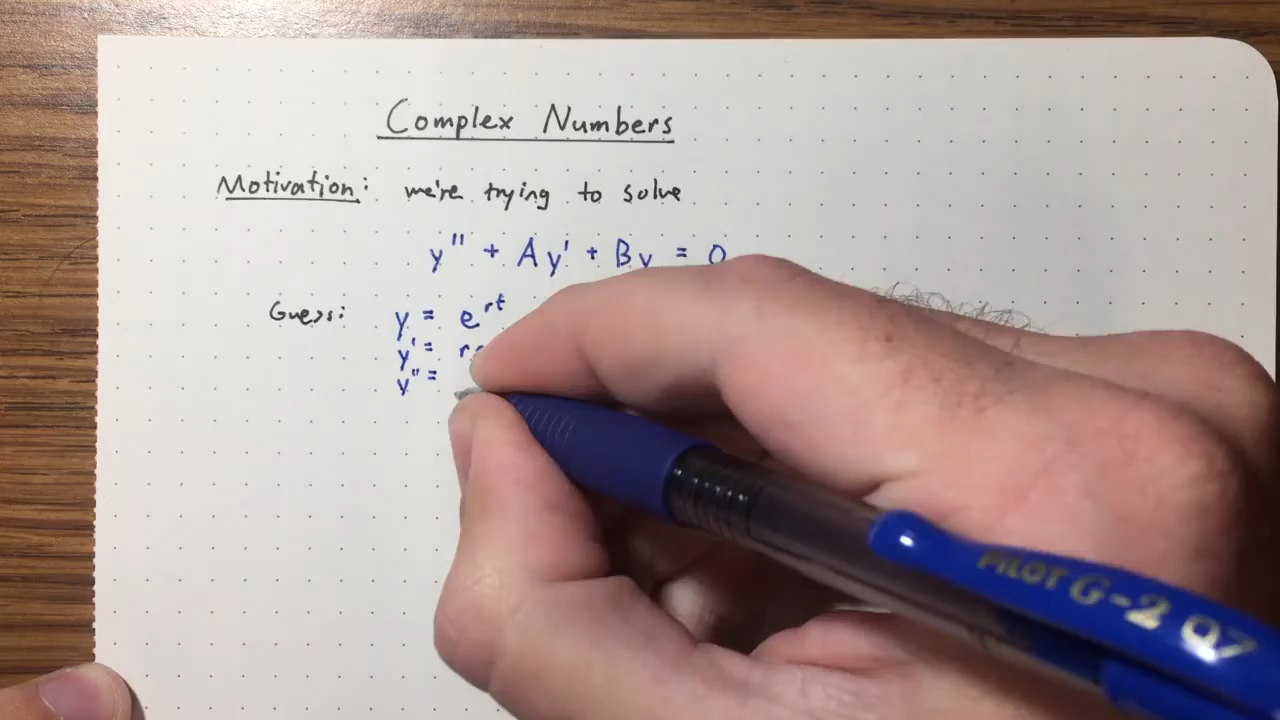 Complex Numbers
Motivation: we're trying to solve
y" + Ay' + By = 0
Guess: y = e^rt
y' = r
y" =
PILOT G-2 07